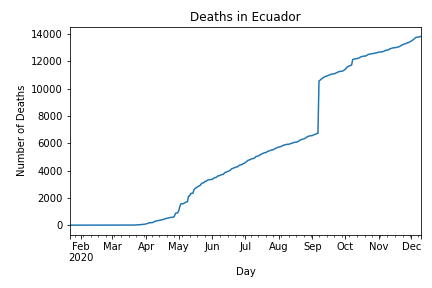 Deaths in Ecuador
14000
12000
10000
8000
6000
4000
2000
0
Number of Deaths
Feb Mar Apr May Jun Jul Aug Sep Oct Nov Dec
2020
Day